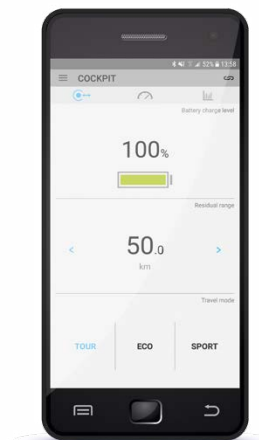 52% 13:58
COCKPIT
Battery charge level
100%
Residual range
50.0
km
Travel mode
TOUR ECO SPORT